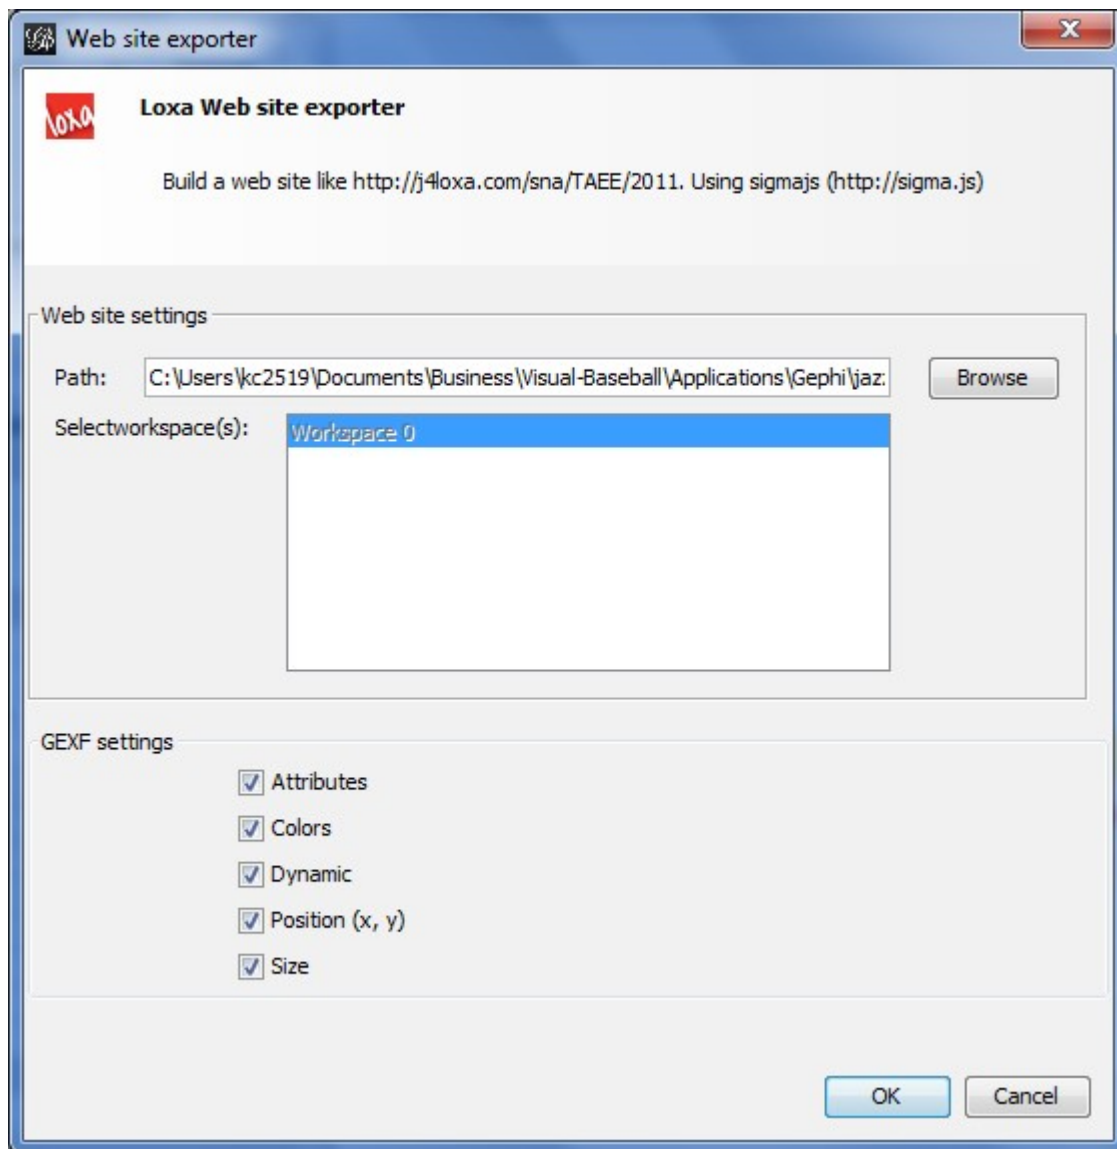 Web site exporter
loxa
Loxa Web site exporter
Build a web site like http://j4loxa.com/sna/TAEE/2011. Using sigmajs (http://sigma.js)
Web site settings
Path: C:\Users\kc2519\Documents\Business\Visual-Baseball\Applications\Gephi\jaz Browse
Selectworkspace(s): Workspace 0
GEXF settings
Attributes
Colors
Dynamic
Position (x, y)
Size
OK Cancel